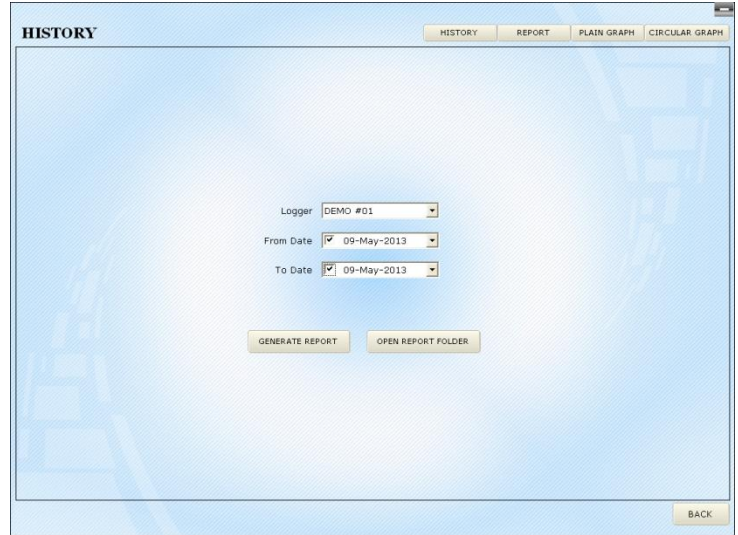 HISTORY
HISTORY REPORT PLAIN GRAPH CIRCULAR GRAPH
Logger DEMO #01
From Date 09-May-2013
To Date 09-May-2013
GENERATE REPORT OPEN REPORT FOLDER
BACK